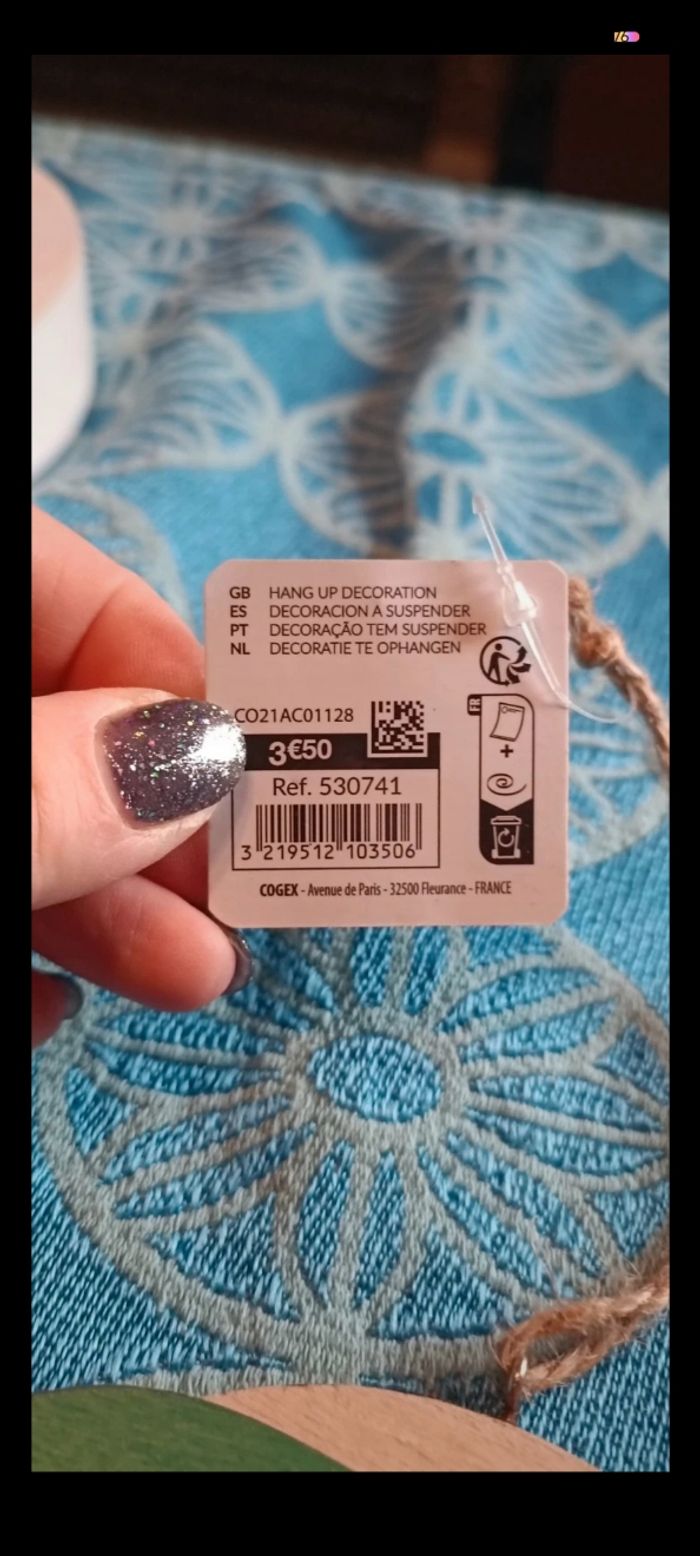 GB HANG UP DECORATION
ES DECORACION A SUSPENDER
PT DECORAÇÃO TEM SUSPENDER
NL DECORATIE TE OPHANGEN
CO21AC01128
3€50
FR
Ref. 530741
+
3 219512 103506
COGEX - Avenue de Paris - 32500 Fleurance - FRANCE